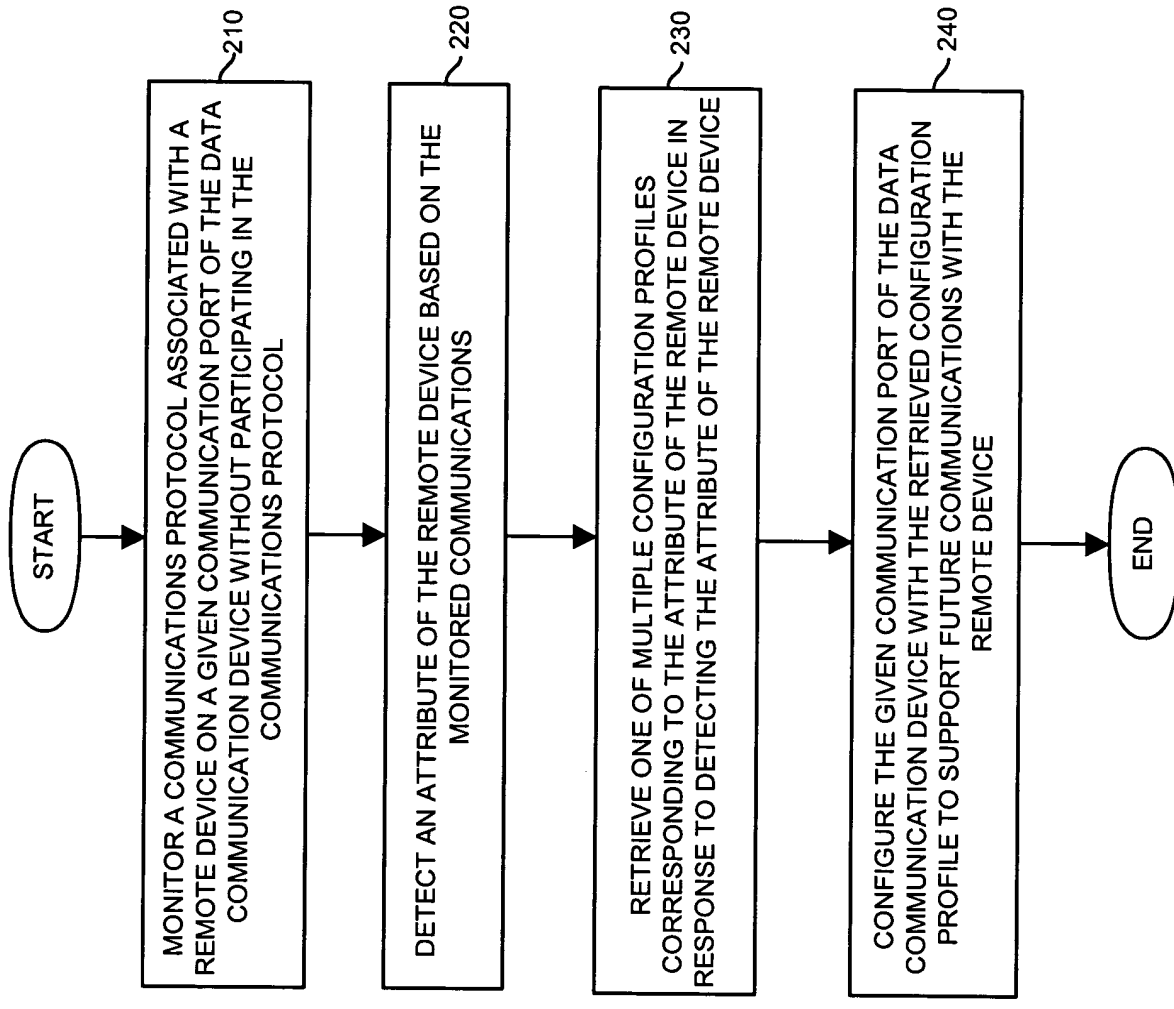 START
MONITOR A COMMUNICATIONS PROTOCOL ASSOCIATED WITH A
REMOTE DEVICE ON A GIVEN COMMUNICATION PORT OF THE DATA
COMMUNICATION DEVICE WITHOUT PARTICIPATING IN THE
COMMUNICATIONS PROTOCOL
210
DETECT AN ATTRIBUTE OF THE REMOTE DEVICE BASED ON THE
MONITORED COMMUNICATIONS
220
RETRIEVE ONE OF MULTIPLE CONFIGURATION PROFILES
CORRESPONDING TO THE ATTRIBUTE OF THE REMOTE DEVICE IN
RESPONSE TO DETECTING THE ATTRIBUTE OF THE REMOTE DEVICE
230
CONFIGURE THE GIVEN COMMUNICATION PORT OF THE DATA
COMMUNICATION DEVICE WITH THE RETRIEVED CONFIGURATION
PROFILE TO SUPPORT FUTURE COMMUNICATIONS WITH THE
REMOTE DEVICE
240
END